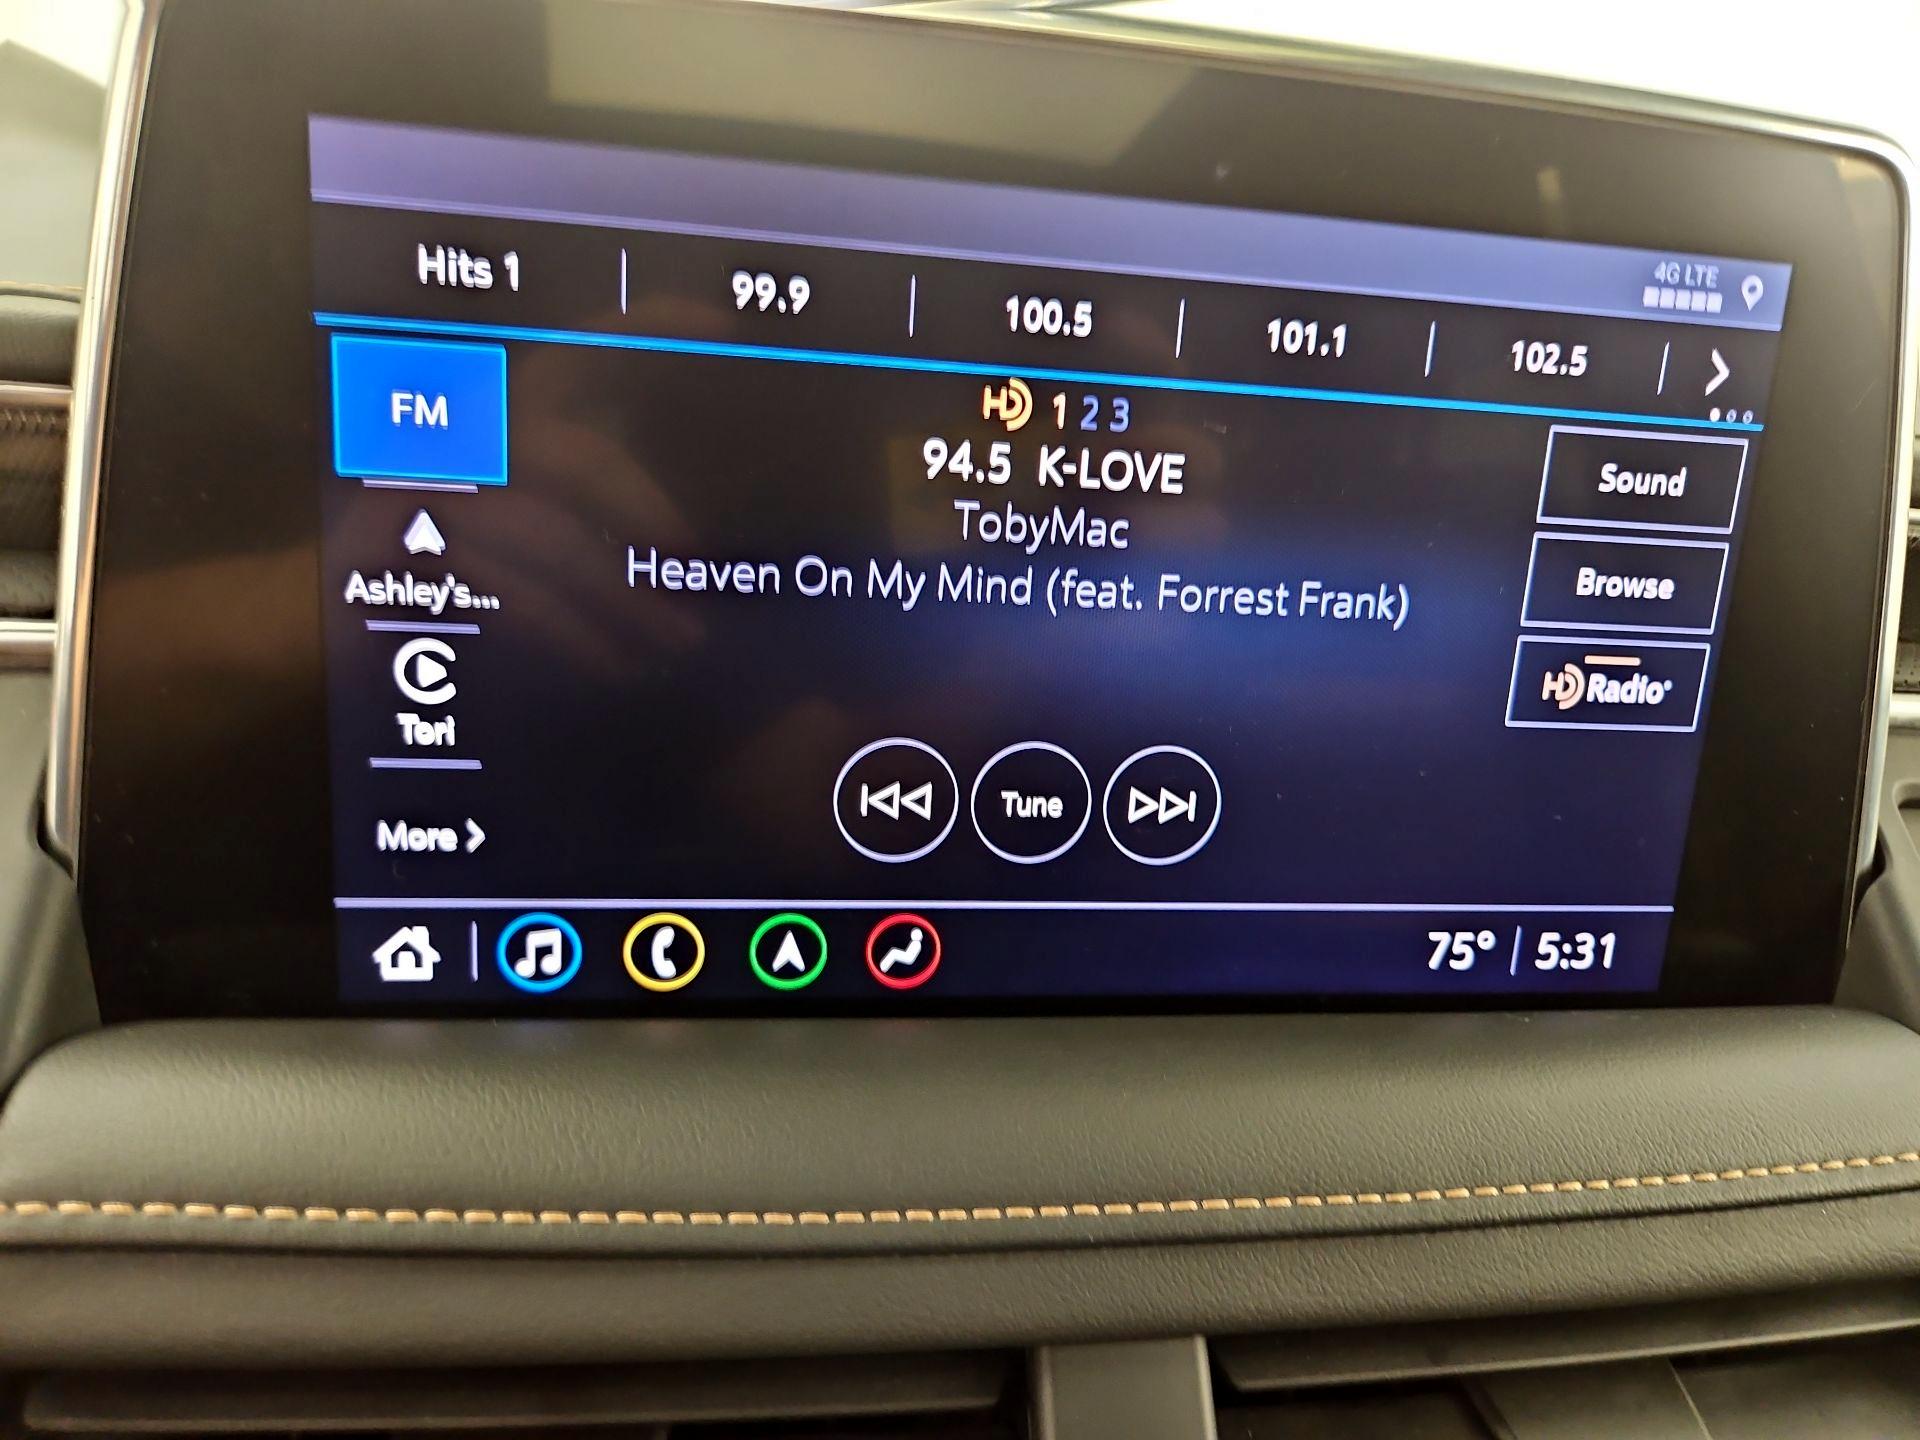 4G LTE
Hits 1 | 99.9 | 100.5 | 101.1 | 102.5
FM
HD 1 2 3
94.5 K-LOVE
TobyMac
Heaven On My Mind (feat. Forrest Frank)
Sound
Browse
HD Radio
Ashley's...
Tori
More
Tune
75° | 5:31